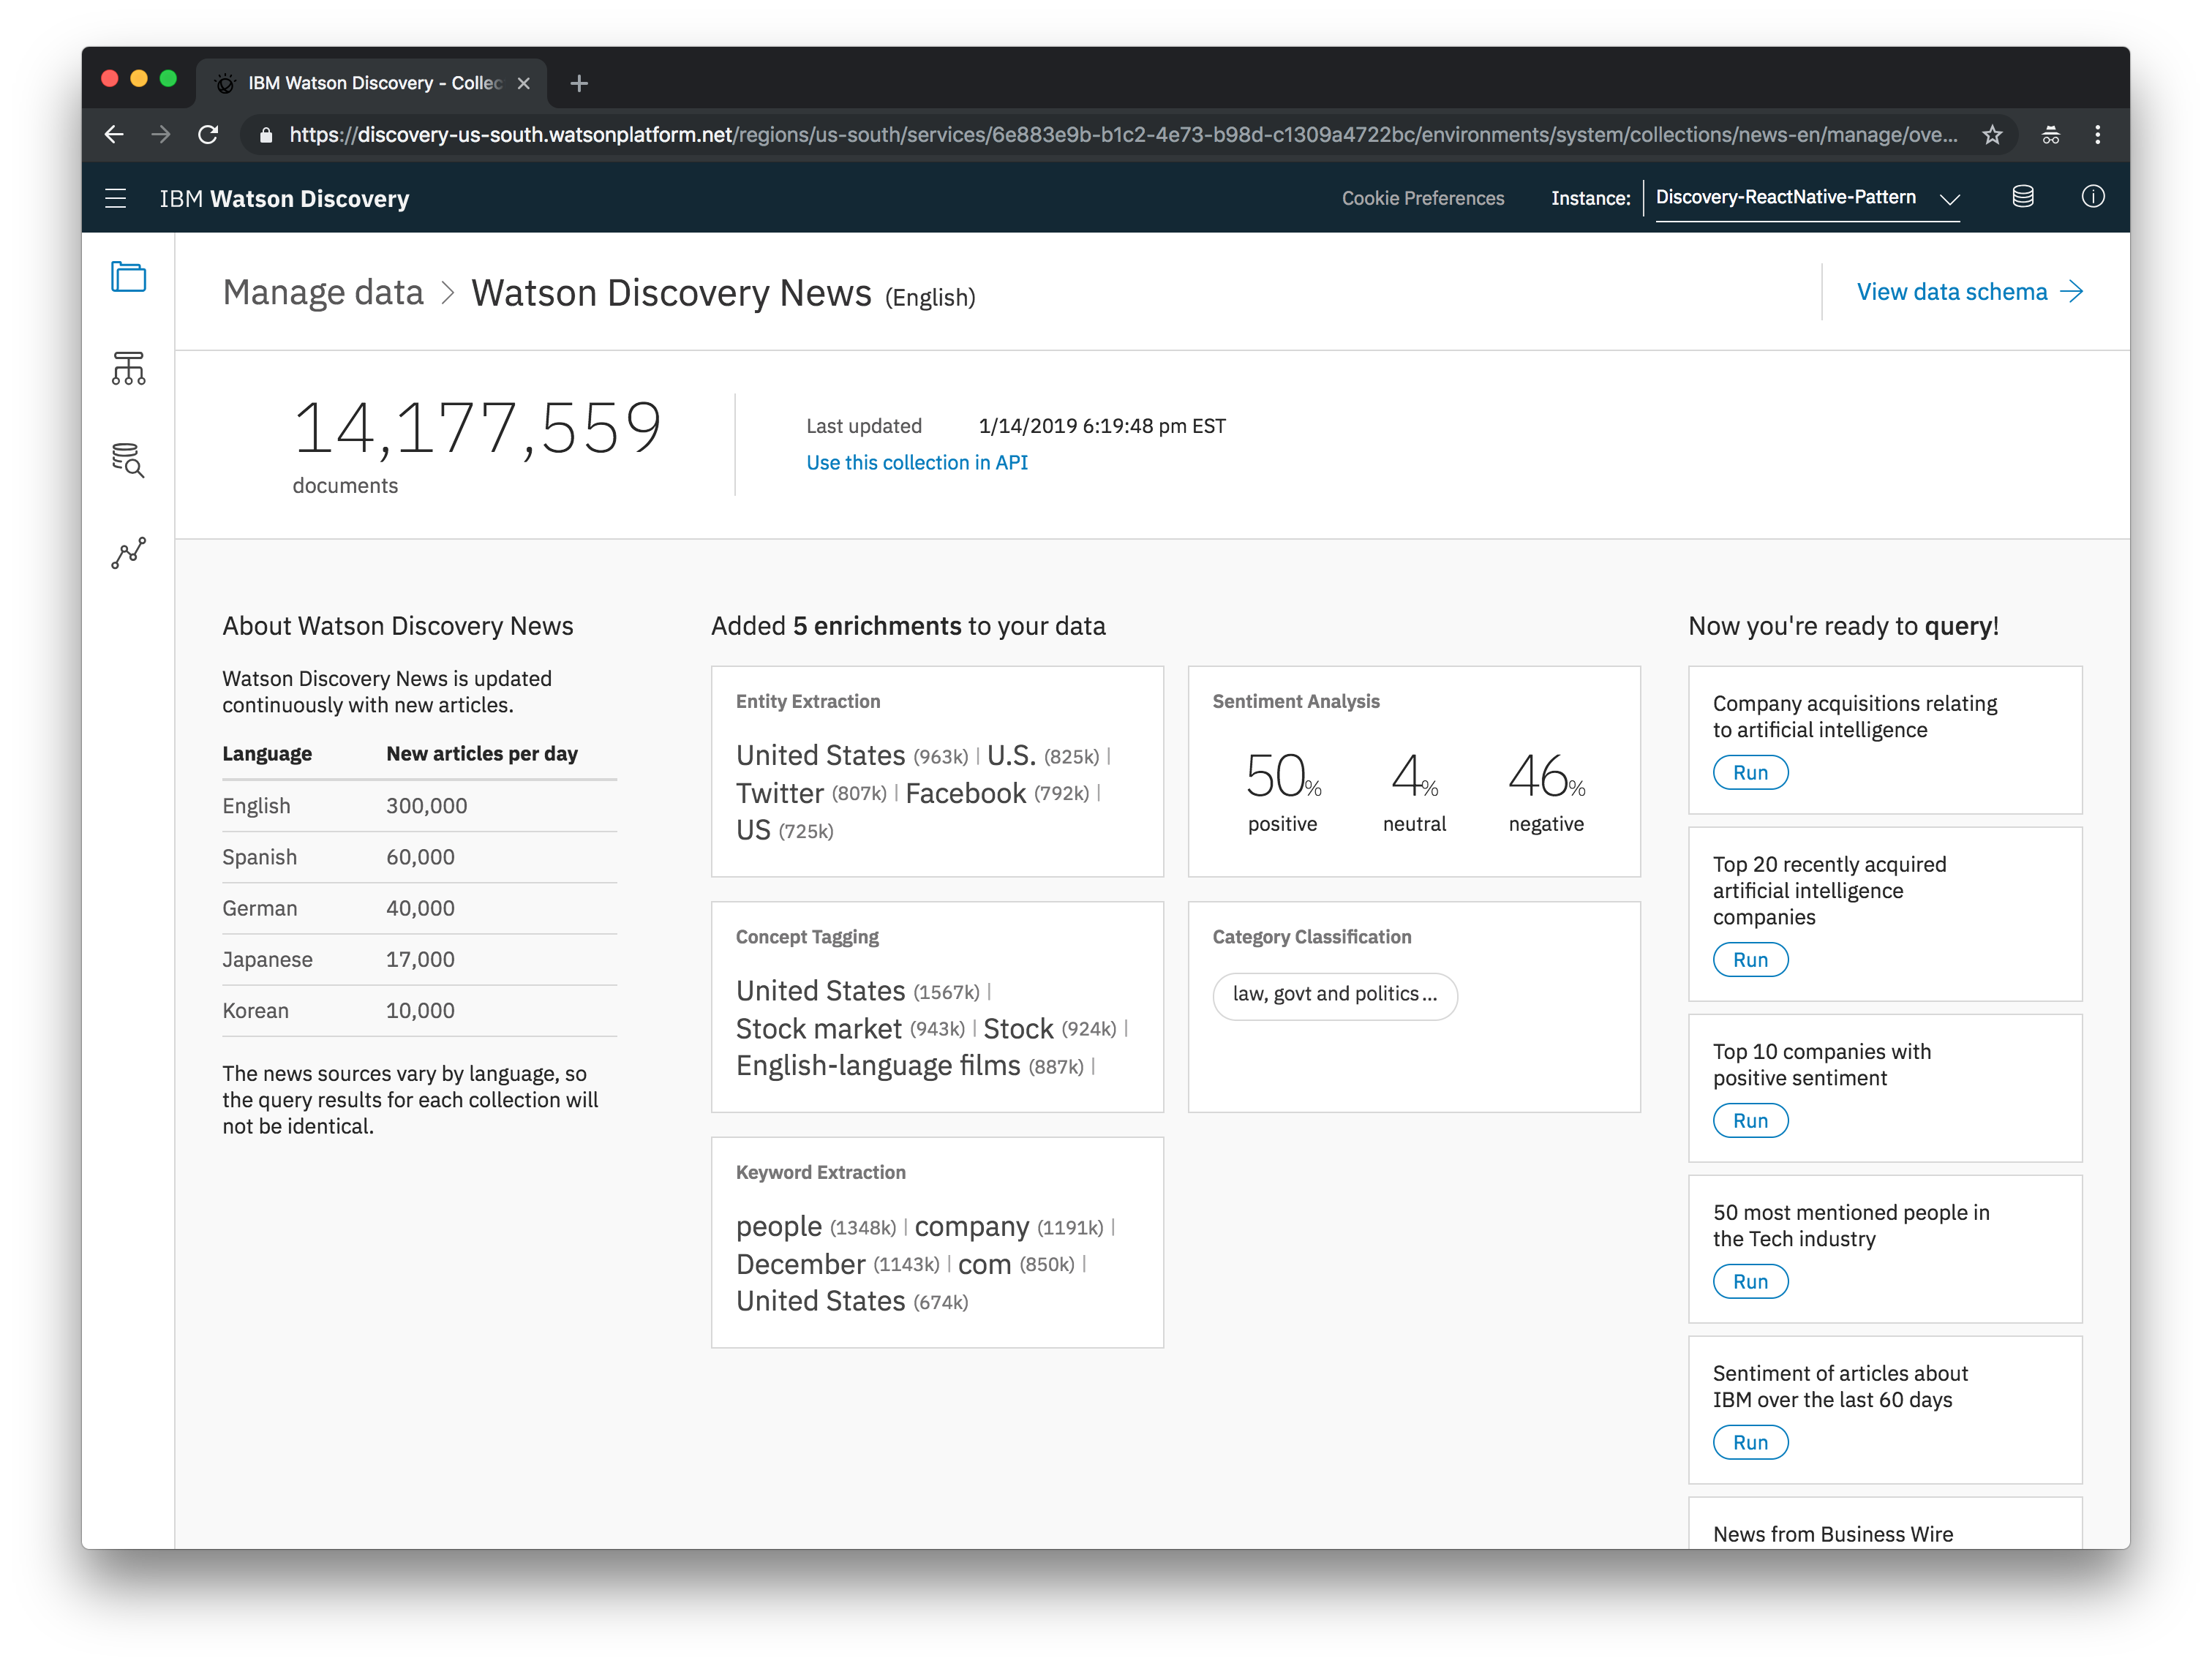 IBM Watson Discovery - Collec
https://discovery-us-south.watsonplatform.net/regions/us-south/services/6e883e9b-b1c2-4e73-b98d-c1309a4722bc/environments/system/collections/news-en/manage/ove...
IBM Watson Discovery
Cookie Preferences
Instance:
Discovery-ReactNative-Pattern
Manage data > Watson Discovery News (English)
View data schema
14,177,559
documents
Last updated 1/14/2019 6:19:48 pm EST
Use this collection in API
About Watson Discovery News
Watson Discovery News is updated
continuously with new articles.
Language New articles per day
English 300,000
Spanish 60,000
German 40,000
Japanese 17,000
Korean 10,000
The news sources vary by language, so
the query results for each collection will
not be identical.
Added 5 enrichments to your data
Entity Extraction
United States (963k) | U.S. (825k) |
Twitter (807k) | Facebook (792k) |
US (725k)
Sentiment Analysis
50% 4% 46%
positive neutral negative
Concept Tagging
United States (1567k) |
Stock market (943k) | Stock (924k) |
English-language films (887k) |
Category Classification
law, govt and politics...
Keyword Extraction
people (1348k) | company (1191k) |
December (1143k) | com (850k) |
United States (674k)
Now you're ready to query!
Company acquisitions relating
to artificial intelligence
Run
Top 20 recently acquired
artificial intelligence
companies
Run
Top 10 companies with
positive sentiment
Run
50 most mentioned people in
the Tech industry
Run
Sentiment of articles about
IBM over the last 60 days
Run
News from Business Wire